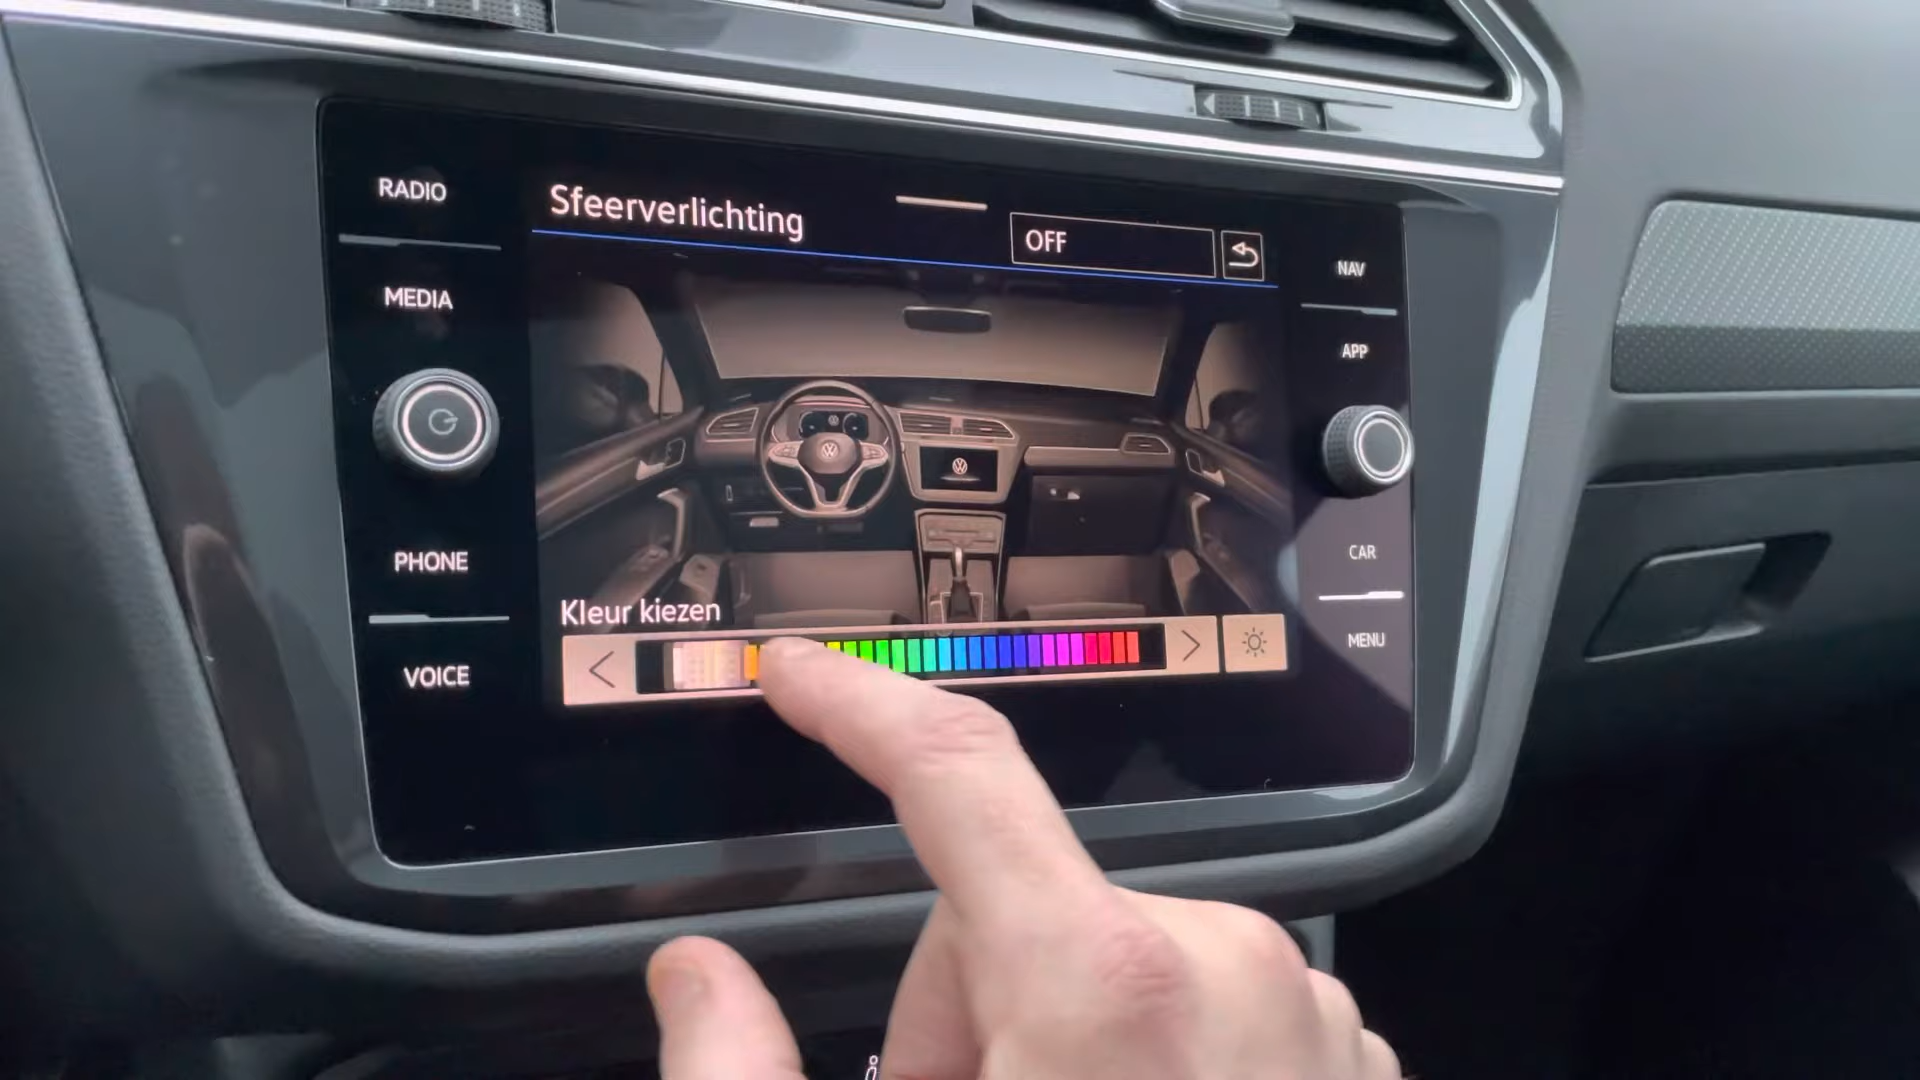 RADIO
MEDIA
PHONE
VOICE
Sfeerverlichting
OFF
Kleur kiezen
NAV
APP
CAR
MENU